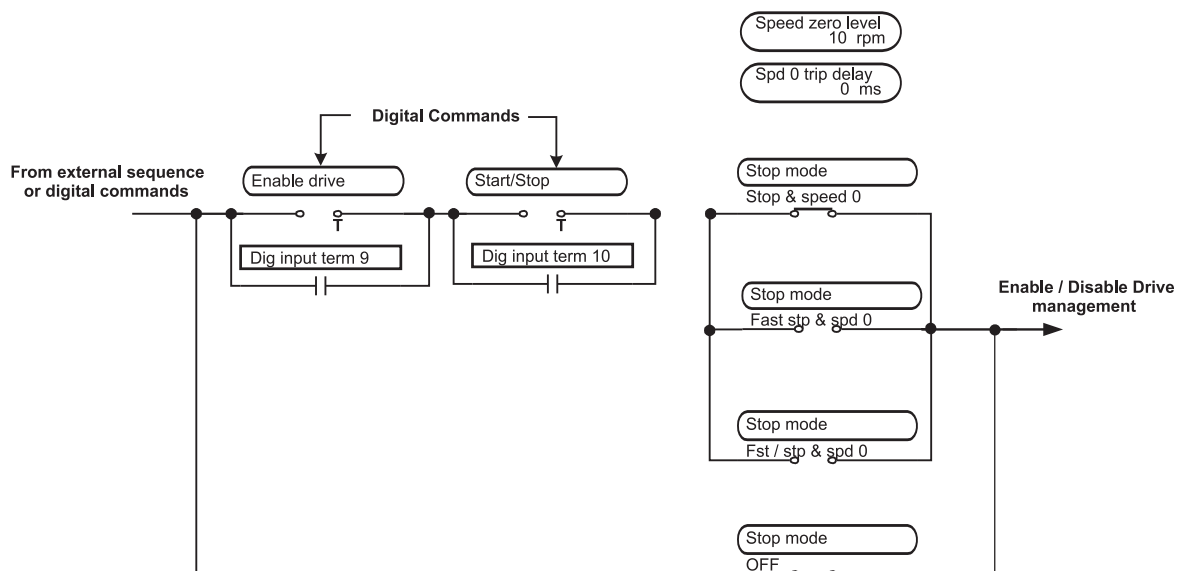 Speed zero level
10 rpm
Spd 0 trip delay
0 ms
Digital Commands
From external sequence
or digital commands
Enable drive
Start/Stop
Stop mode
Stop & speed 0
Dig input term 9
Dig input term 10
Stop mode
Fast stp & spd 0
Enable / Disable Drive
management
Stop mode
Fst / stp & spd 0
Stop mode
OFF